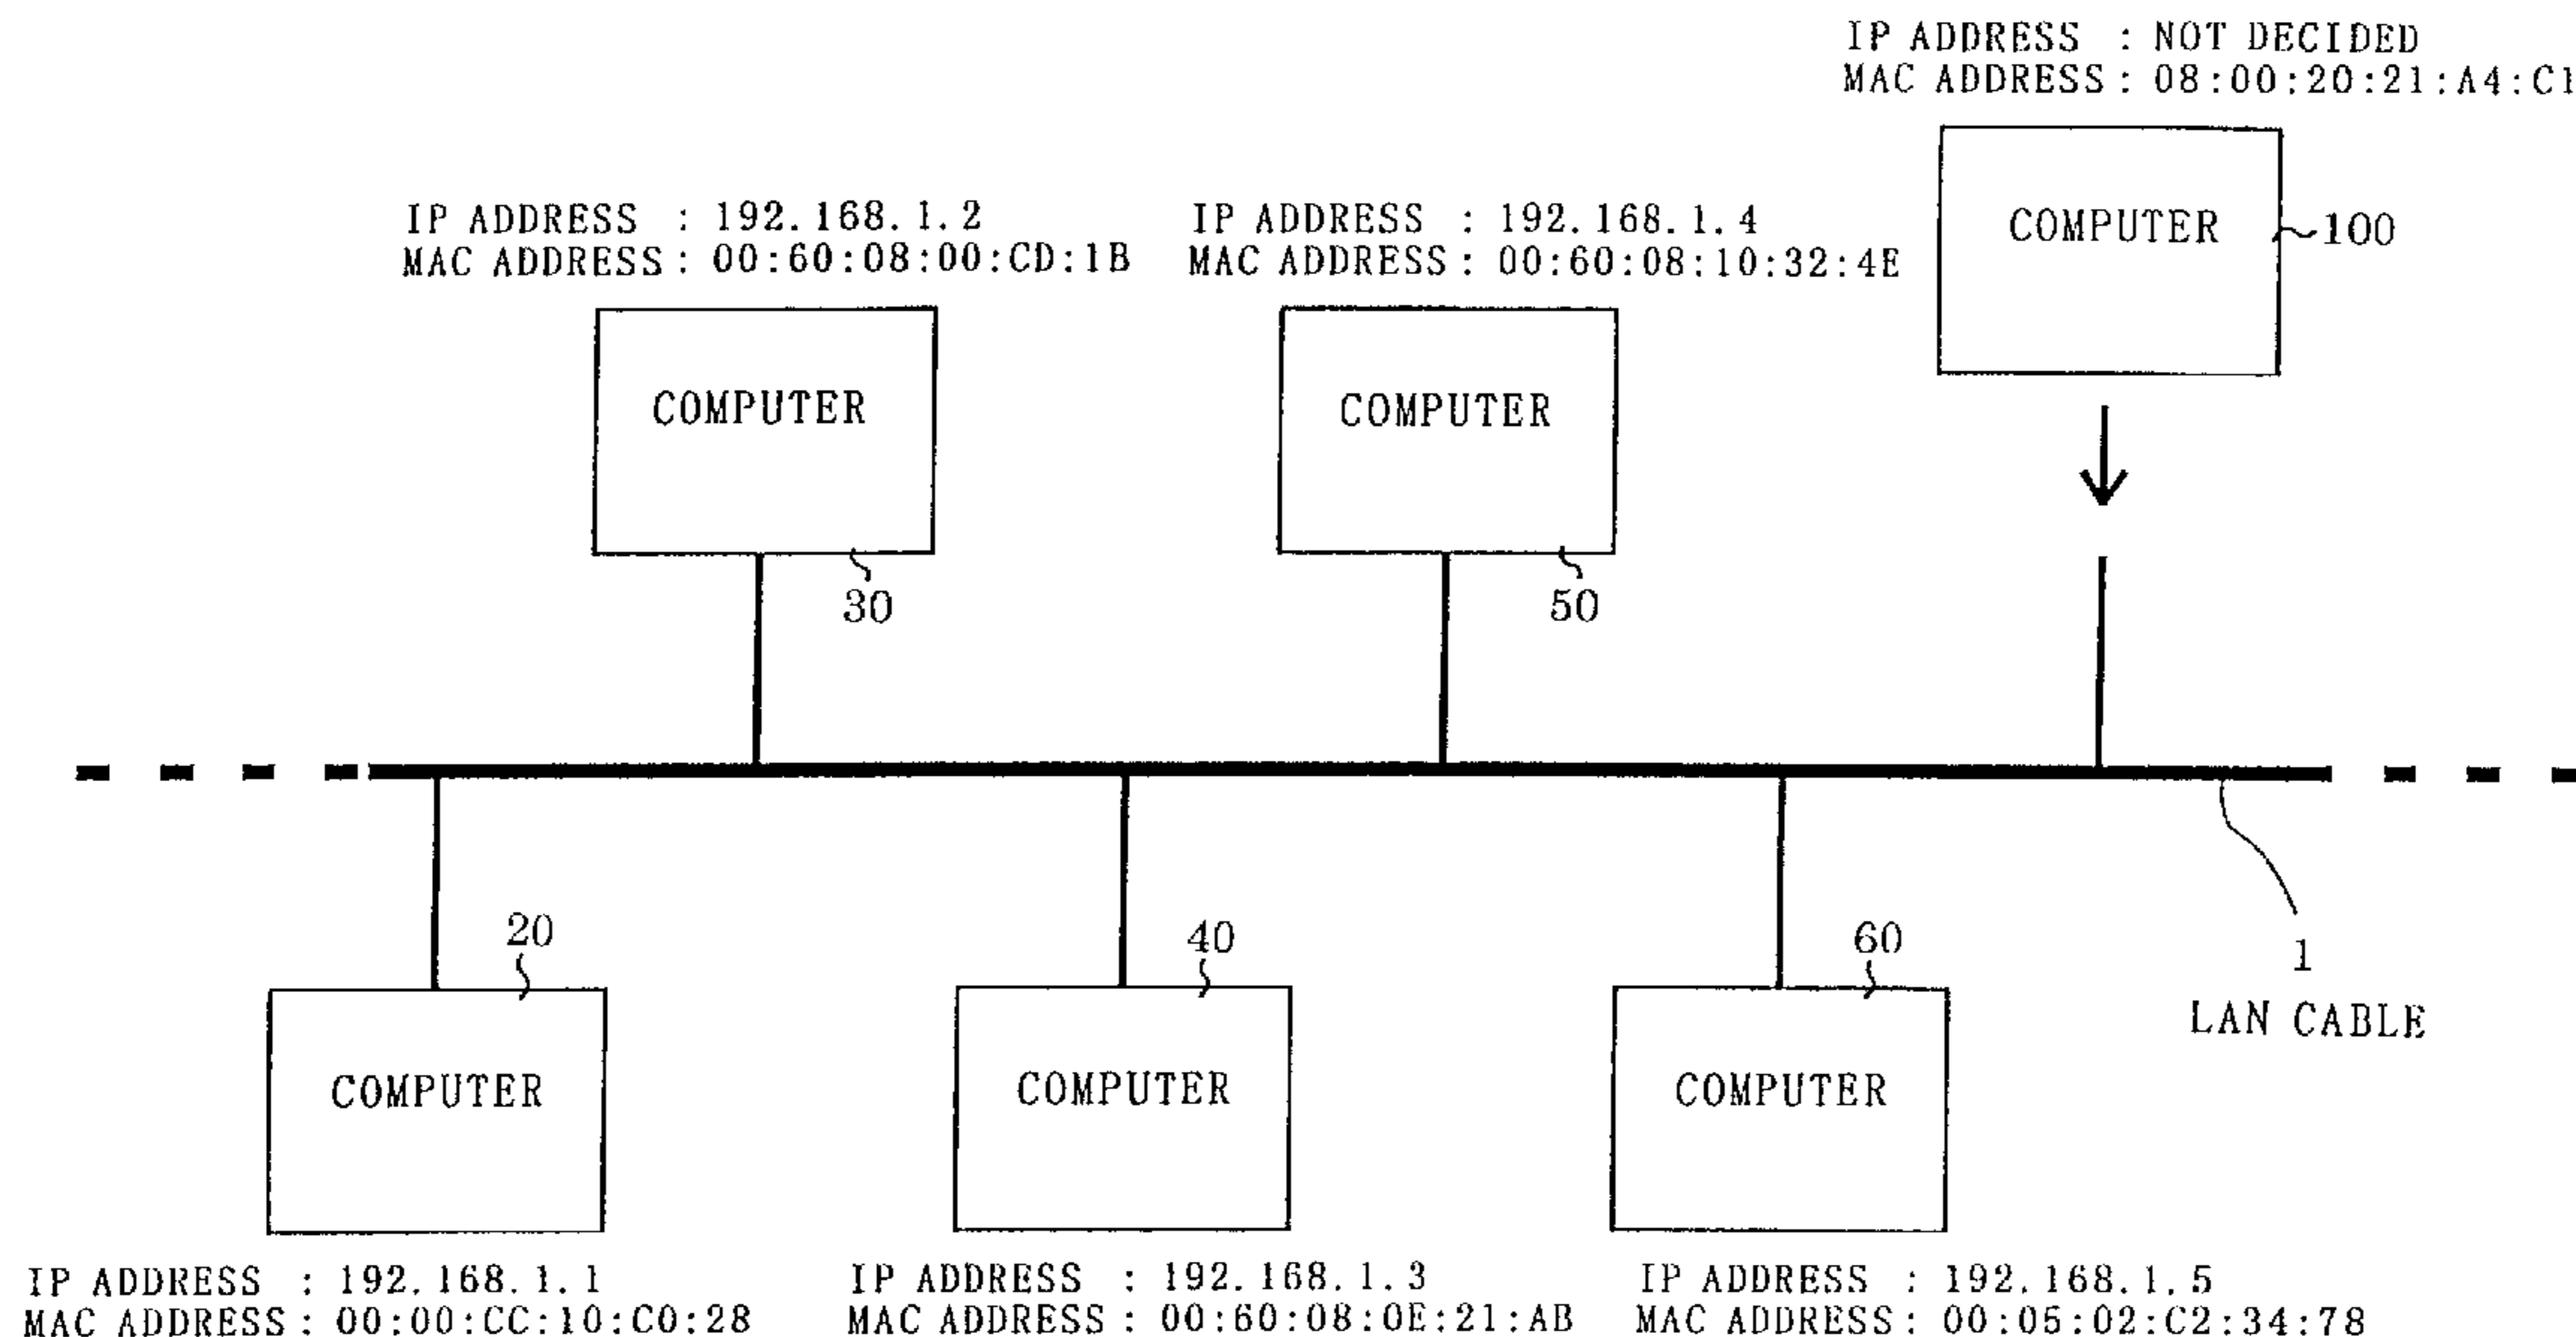 IP ADDRESS : NOT DECIDED
MAC ADDRESS : 08:00:20:21:A4:C1
COMPUTER
100
IP ADDRESS : 192.168.1.2
MAC ADDRESS : 00:60:08:00:CD:1B
COMPUTER
30
IP ADDRESS : 192.168.1.4
MAC ADDRESS : 00:60:08:10:32:4E
COMPUTER
50
20
COMPUTER
IP ADDRESS : 192.168.1.1
MAC ADDRESS : 00:00:CC:10:C0:28
40
COMPUTER
IP ADDRESS : 192.168.1.3
MAC ADDRESS : 00:60:08:0E:21:AB
60
COMPUTER
IP ADDRESS : 192.168.1.5
MAC ADDRESS : 00:05:02:C2:34:78
1
LAN CABLE